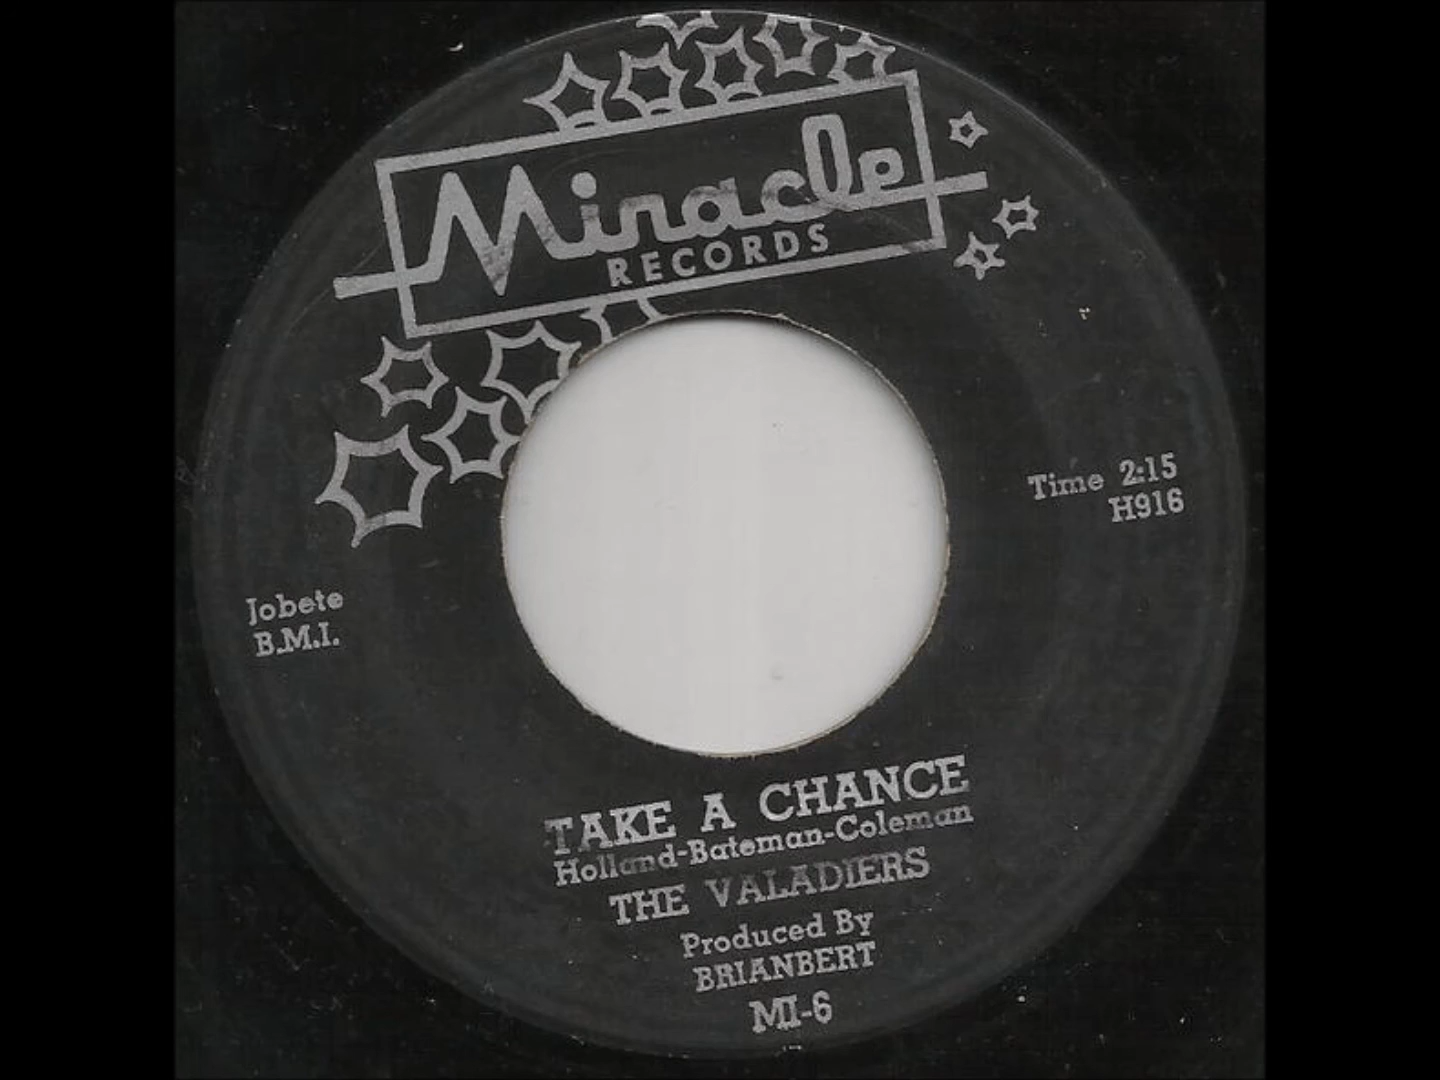 Miracle
RECORDS
Time 2:15
H916
Jobete
B.M.I.
TAKE A CHANCE
Holland-Bateman-Coleman
THE VALADIERS
Produced By
BRIANBERT
MI-6